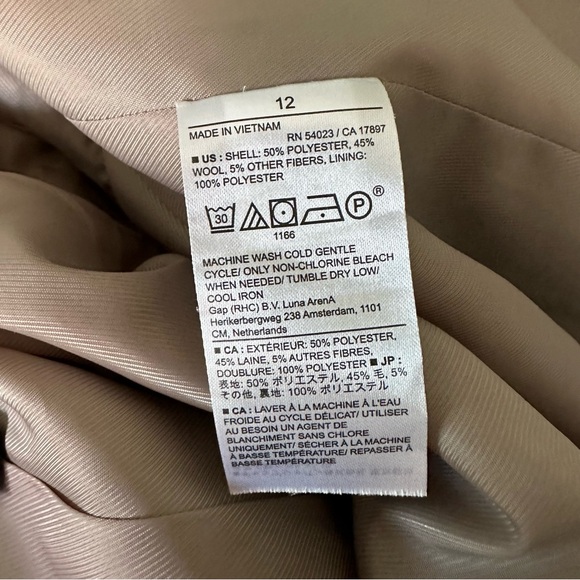 12
MADE IN VIETNAM RN 54023 / CA 17897
■ US : SHELL: 50% POLYESTER, 45%
WOOL, 5% OTHER FIBERS, LINING:
100% POLYESTER
30 P ®
1166
MACHINE WASH COLD GENTLE
CYCLE/ ONLY NON-CHLORINE BLEACH
WHEN NEEDED/ TUMBLE DRY LOW/
COOL IRON
Gap (RHC) B.V. Luna ArenA
Herikerbergweg 238 Amsterdam, 1101
CM, Netherlands
■ CA : EXTÉRIEUR: 50% POLYESTER,
45% LAINE, 5% AUTRES FIBRES,
DOUBLURE: 100% POLYESTER ■ JP :
表地: 50% ポリエステル, 45% 毛, 5%
その他, 裏地: 100% ポリエステル
■ CA : LAVER À LA MACHINE À L'EAU
FROIDE AU CYCLE DÉLICAT/ UTILISER
AU BESOIN UN AGENT DE
BLANCHIMENT SANS CHLORE
UNIQUEMENT/ SÉCHER À LA MACHINE
À BASSE TEMPÉRATURE/ REPASSER À
BASSE TEMPÉRATURE